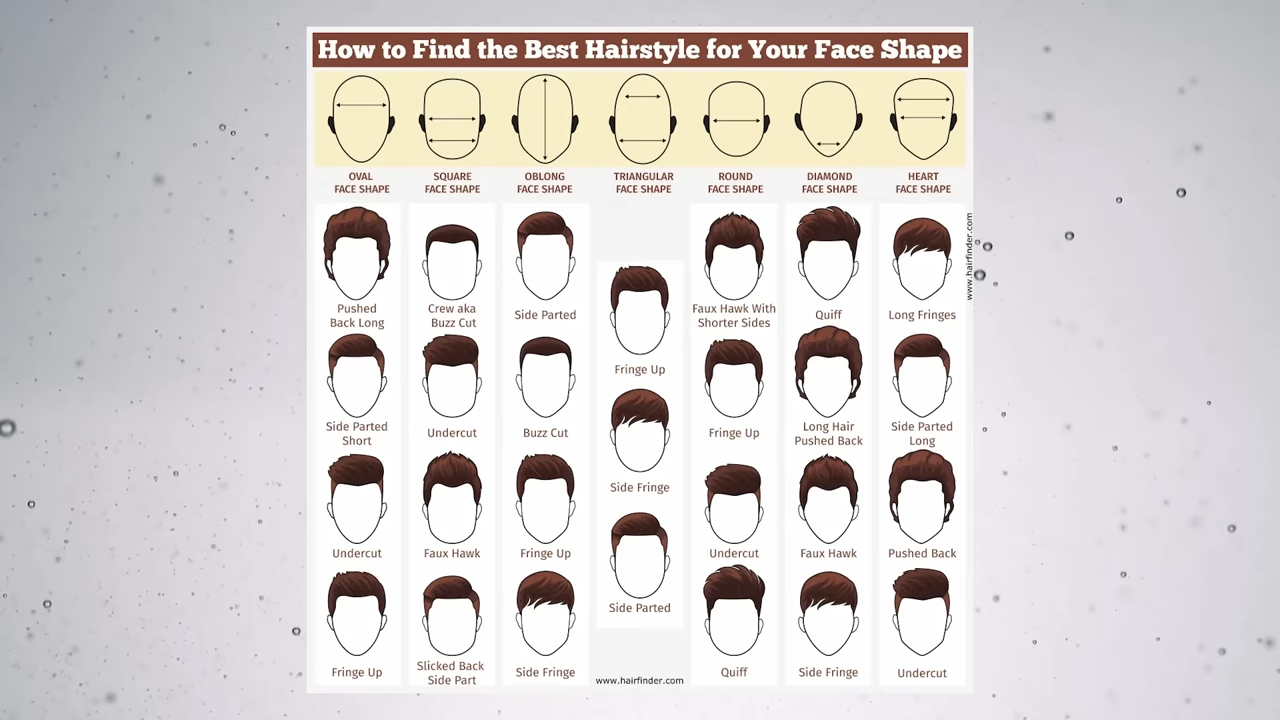 How to Find the Best Hairstyle for Your Face Shape
OVAL
FACE SHAPE
SQUARE
FACE SHAPE
OBLONG
FACE SHAPE
TRIANGULAR
FACE SHAPE
ROUND
FACE SHAPE
DIAMOND
FACE SHAPE
HEART
FACE SHAPE
Pushed
Back Long
Crew aka
Buzz Cut
Side Parted
Fringe Up
Faux Hawk With
Shorter Sides
Quiff
Long Fringes
www.hairfinder.com
Side Parted
Short
Undercut
Buzz Cut
Side Fringe
Fringe Up
Long Hair
Pushed Back
Side Parted
Long
Undercut
Faux Hawk
Fringe Up
Side Parted
Undercut
Faux Hawk
Pushed Back
Fringe Up
Slicked Back
Side Part
Side Fringe
www.hairfinder.com
Quiff
Side Fringe
Undercut